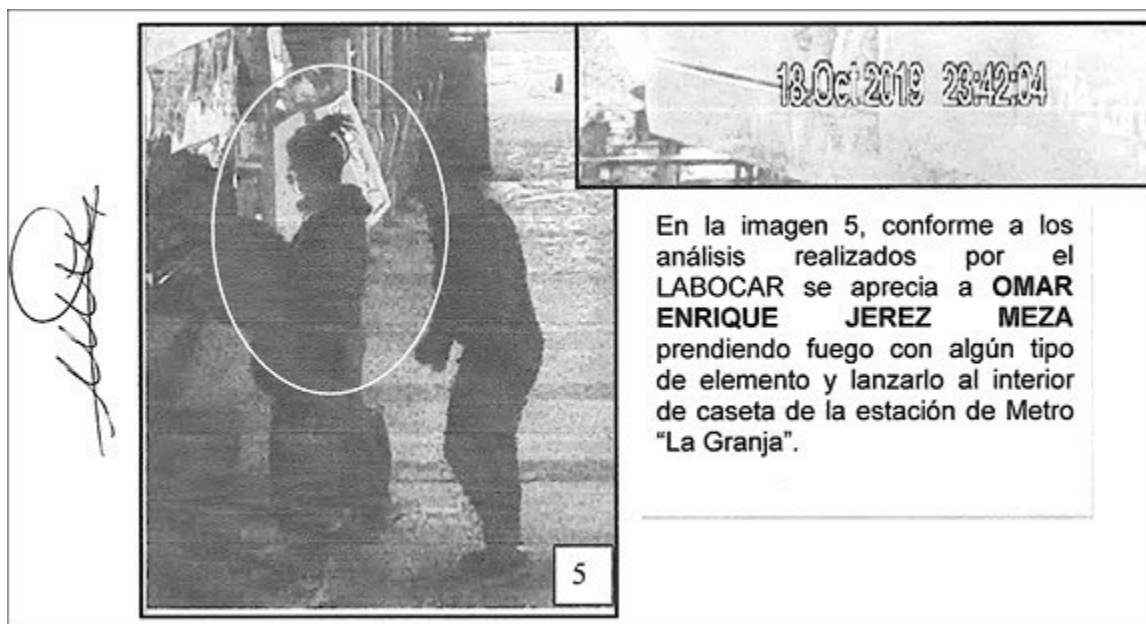 18.Oct.2019 23:42:04
En la imagen 5, conforme a los
análisis realizados por el
LABOCAR se aprecia a OMAR
ENRIQUE JEREZ MEZA
prendiendo fuego con algún tipo
de elemento y lanzarlo al interior
de caseta de la estación de Metro
“La Granja”.
5